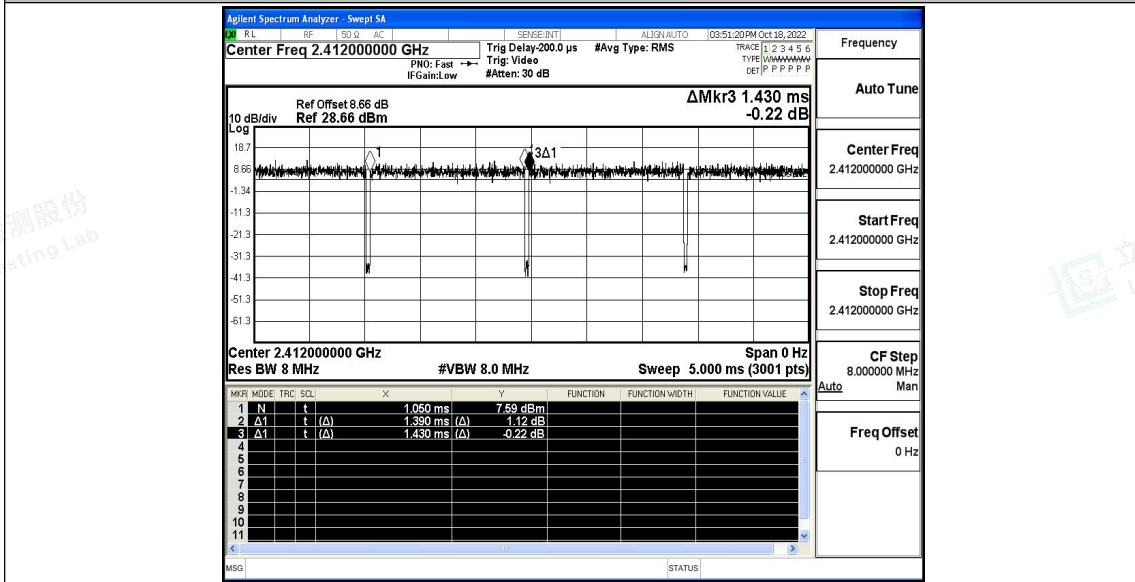 Agilent Spectrum Analyzer - Swept SA
LXI RL RF 50 Ω AC SENSE:INT ALIGN AUTO 03:51:20 PM Oct 18, 2022
Center Freq 2.412000000 GHz
PNO: Fast
IFGain:Low
Trig Delay-200.0 µs
Trig: Video
#Atten: 30 dB
#Avg Type: RMS
TRACE 1 2 3 4 5 6
TYPE
DET P P P P P P
Ref Offset 8.66 dB
10 dB/div Ref 28.66 dBm
Log
ΔMkr3 1.430 ms
-0.22 dB
18.7
8.66
-1.34
-11.3
-21.3
-31.3
-41.3
-51.3
-61.3
1
3Δ1
Center 2.412000000 GHz Span 0 Hz
Res BW 8 MHz #VBW 8.0 MHz Sweep 5.000 ms (3001 pts)
MKR MODE TRC SCL X Y FUNCTION FUNCTION WIDTH FUNCTION VALUE
1 N t 1.050 ms 7.59 dBm
2 Δ1 t (Δ) 1.390 ms (Δ) 1.12 dB
3 Δ1 t (Δ) 1.430 ms (Δ) -0.22 dB
4
5
6
7
8
9
10
11
MSG STATUS
Frequency
Auto Tune
Center Freq
2.412000000 GHz
Start Freq
2.412000000 GHz
Stop Freq
2.412000000 GHz
CF Step
8.000000 MHz
Auto Man
Freq Offset
0 Hz
测股份
sting Lab